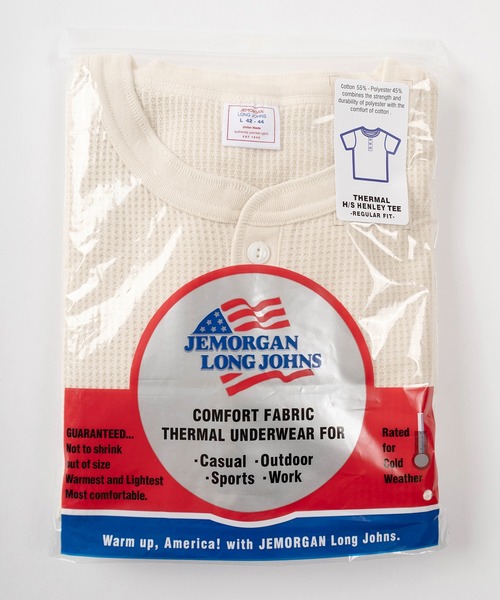 JEMORGAN
LONG JOHNS
L 42 - 44
Cotton 55% - Polyester 45%
combines the strength and
durability of polyester with the
comfort of cotton
THERMAL
H/S HENLEY TEE
-REGULAR FIT-
JEMORGAN
LONG JOHNS
COMFORT FABRIC
THERMAL UNDERWEAR FOR
·Casual ·Outdoor
·Sports ·Work
GUARANTEED...
Not to shrink
out of size
Warmest and Lightest
Most comfortable.
Rated
for
Cold
Weather
Warm up, America! with JEMORGAN Long Johns.